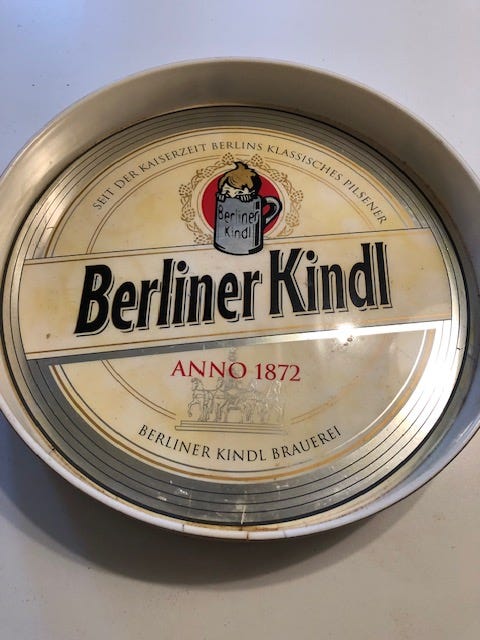 SEIT DER KAISERZEIT BERLINS KLASSISCHES PILSENER
Berliner
Kindl
Berliner Kindl
ANNO 1872
BERLINER KINDL BRAUEREI